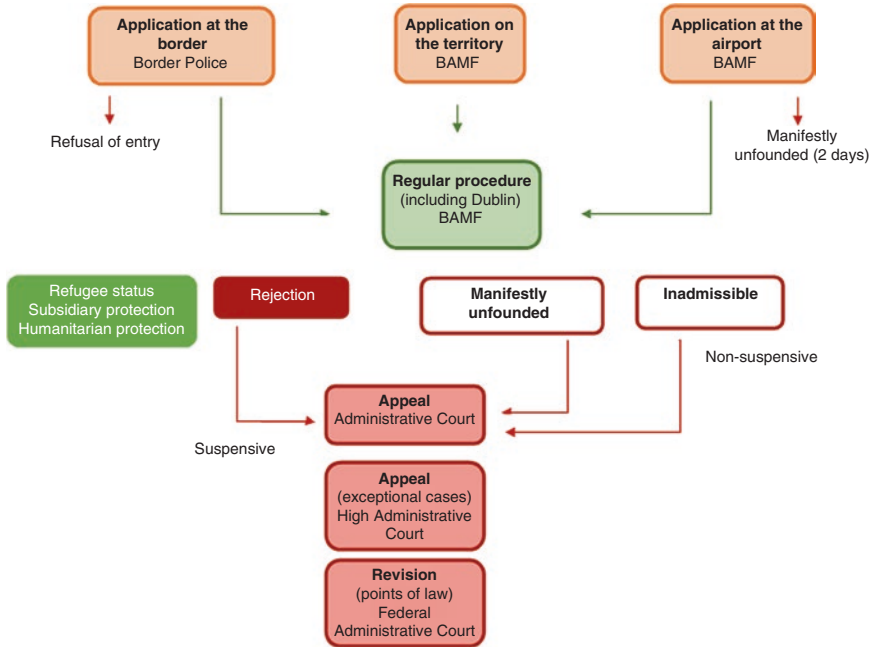 Application at the
border
Border Police
Application on
the territory
BAMF
Application at the
airport
BAMF
Refusal of entry
Manifestly
unfounded (2 days)
Regular procedure
(including Dublin)
BAMF
Refugee status
Subsidiary protection
Humanitarian protection
Rejection
Manifestly
unfounded
Inadmissible
Non-suspensive
Appeal
Administrative Court
Suspensive
Appeal
(exceptional cases)
High Administrative
Court
Revision
(points of law)
Federal
Administrative Court